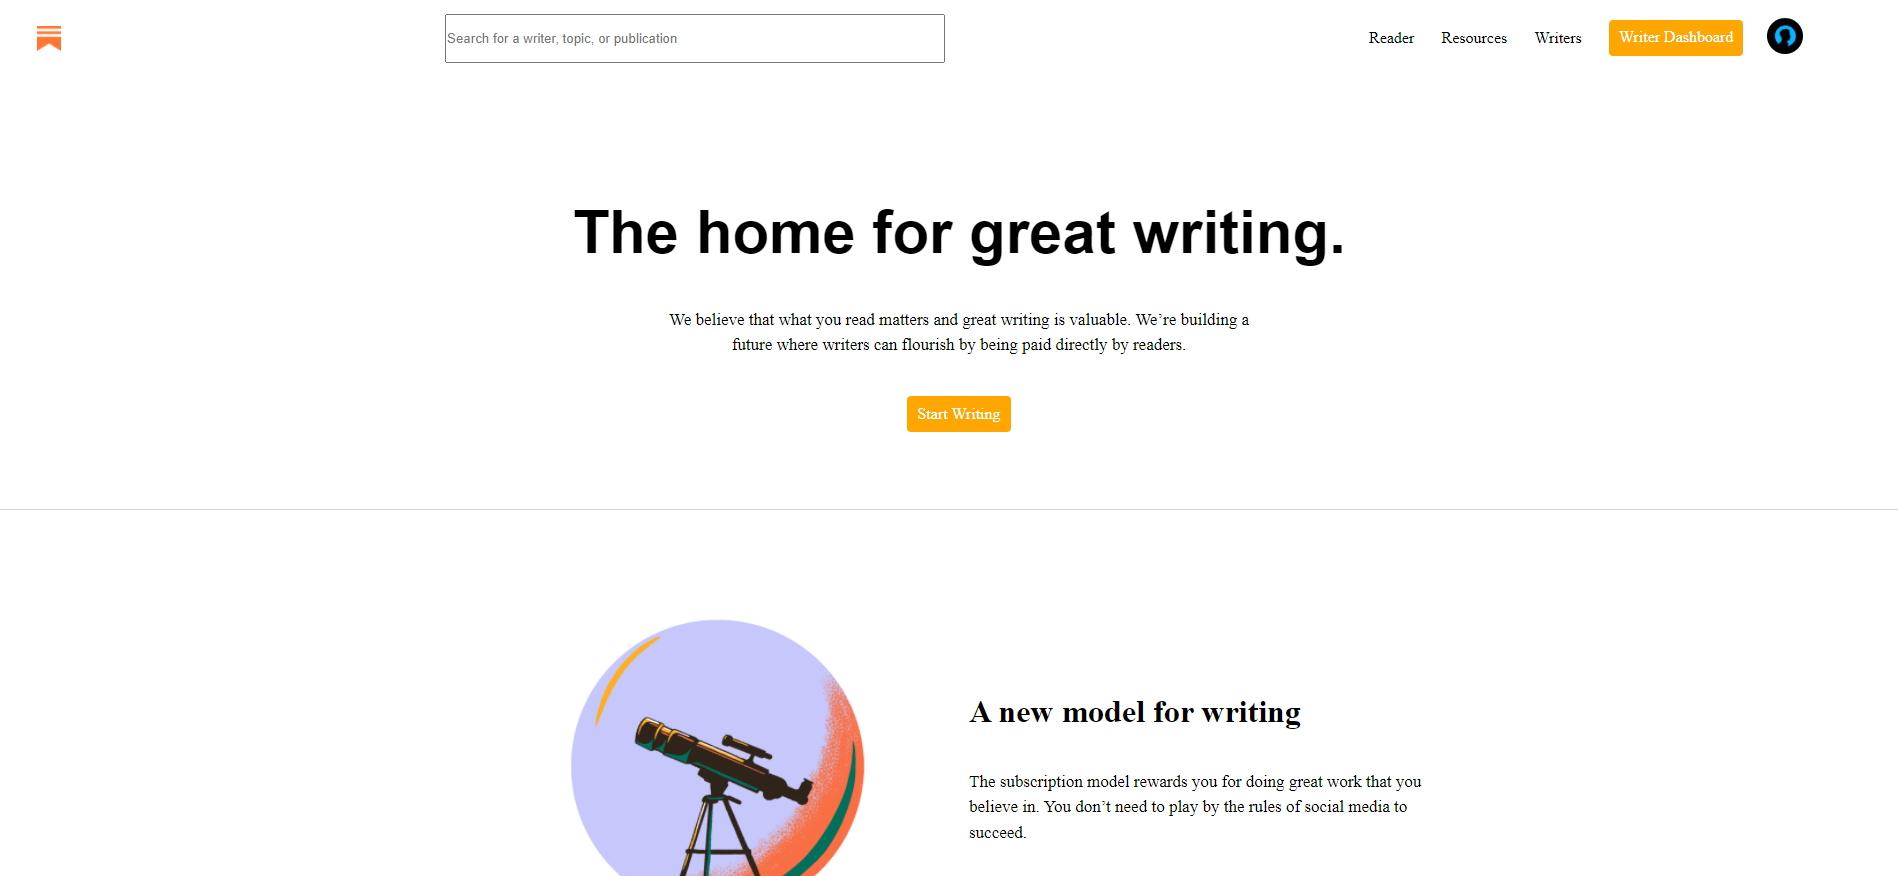 Search for a writer, topic, or publication
Reader
Resources
Writers
Writer Dashboard
The home for great writing.
We believe that what you read matters and great writing is valuable. We’re building a
future where writers can flourish by being paid directly by readers.
Start Writing
A new model for writing
The subscription model rewards you for doing great work that you
believe in. You don’t need to play by the rules of social media to
succeed.